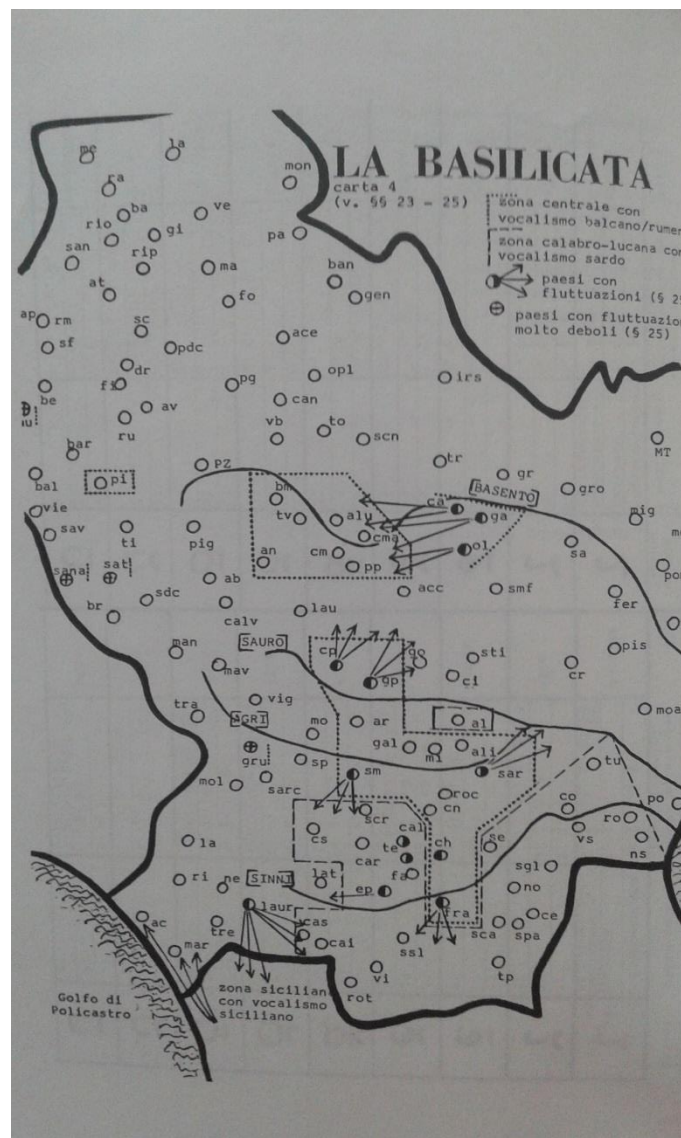 LA BASILICATA
carta 4
(v. §§ 23 - 25)
zona centrale con
vocalismo balcano/rumen
zona calabro-lucana con
vocalismo sardo
paesi con
fluttuazioni (§ 25
paesi con fluttuazio
molto deboli (§ 25)
me
la
mon
ra
ba
ve
rio
gi
pa
san
rip
ma
ban
at
fo
gen
ap
rm
sc
ace
sf
pdc
dr
opl
irs
be
fi
pg
can
av
ru
vb
to
scn
MT
bar
PZ
tr
gr
bal
pi
BASENTO
gro
bm
ca
vie
tv
alu
ga
mig
sav
ti
pig
cma
sa
cm
ol
an
pp
sana
sat
ab
acc
smf
fer
sdc
calv
lau
br
SAURO
man
mav
cp
go
sti
pis
gp
ci
cr
vig
tra
AGRI
mo
ar
al
moa
gal
mi
ali
gru
sp
sm
sar
tu
mol
sarc
roc
scr
cn
co
po
cs
cal
ro
la
te
ch
se
vs
ns
car
fa
sgl
ri
ne
SINNI
lat
ep
no
laur
fra
ac
tre
cas
sca
spa
ce
mar
cai
ssl
tp
vi
rot
Golfo di
Policastro
zona sicilian
con vocalismo
siciliano